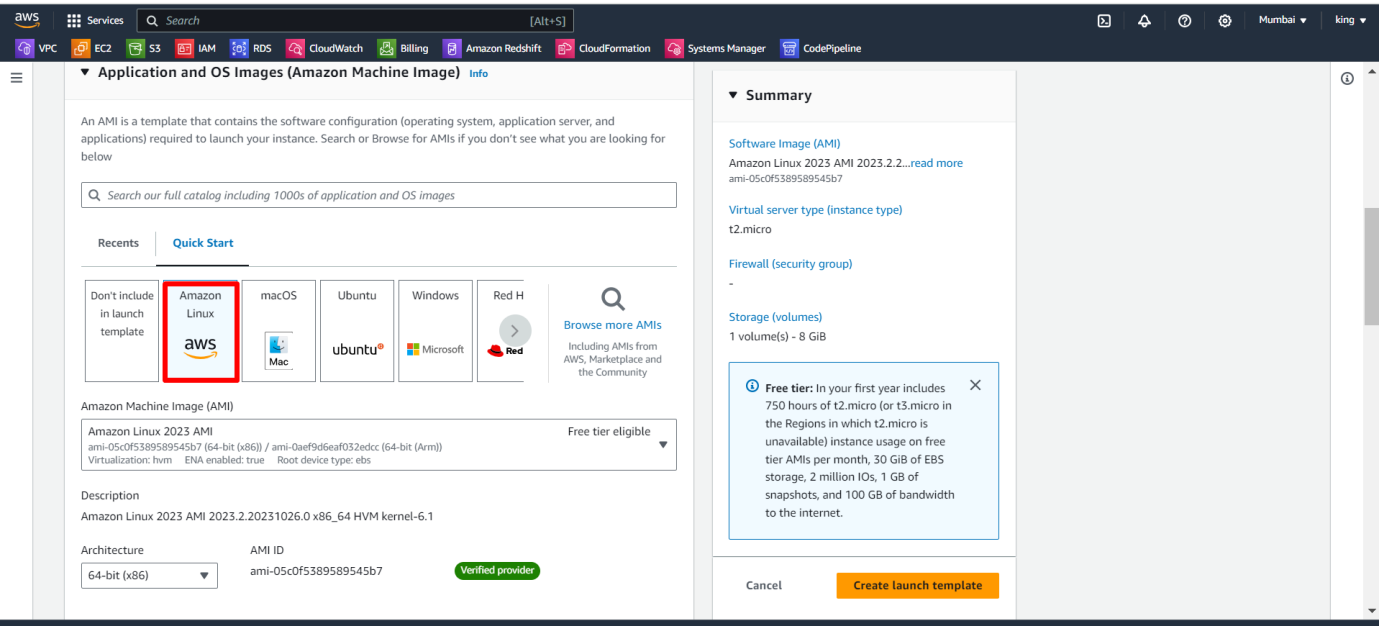 aws
Services
Search
[Alt+S]
Mumbai
king
VPC
EC2
S3
IAM
RDS
CloudWatch
Billing
Amazon Redshift
CloudFormation
Systems Manager
CodePipeline
Application and OS Images (Amazon Machine Image) Info
An AMI is a template that contains the software configuration (operating system, application server, and
applications) required to launch your instance. Search or Browse for AMIs if you don't see what you are looking for
below
Search our full catalog including 1000s of application and OS images
Recents
Quick Start
Don't include
in launch
template
Amazon
Linux
aws
macOS
Mac
Ubuntu
ubuntu
Windows
Microsoft
Red H
Red
Browse more AMIs
Including AMIs from
AWS, Marketplace and
the Community
Amazon Machine Image (AMI)
Amazon Linux 2023 AMI
Free tier eligible
ami-05c0f5389589545b7 (64-bit (x86)) / ami-0aef9d6eaf032edcc (64-bit (Arm))
Virtualization: hvm ENA enabled: true Root device type: ebs
Description
Amazon Linux 2023 AMI 2023.2.20231026.0 x86_64 HVM kernel-6.1
Architecture
AMI ID
64-bit (x86)
ami-05c0f5389589545b7
Verified provider
Summary
Software Image (AMI)
Amazon Linux 2023 AMI 2023.2.2...read more
ami-05c0f5389589545b7
Virtual server type (instance type)
t2.micro
Firewall (security group)
-
Storage (volumes)
1 volume(s) - 8 GiB
Free tier: In your first year includes
750 hours of t2.micro (or t3.micro in
the Regions in which t2.micro is
unavailable) instance usage on free
tier AMIs per month, 30 GiB of EBS
storage, 2 million IOs, 1 GB of
snapshots, and 100 GB of bandwidth
to the internet.
Cancel
Create launch template